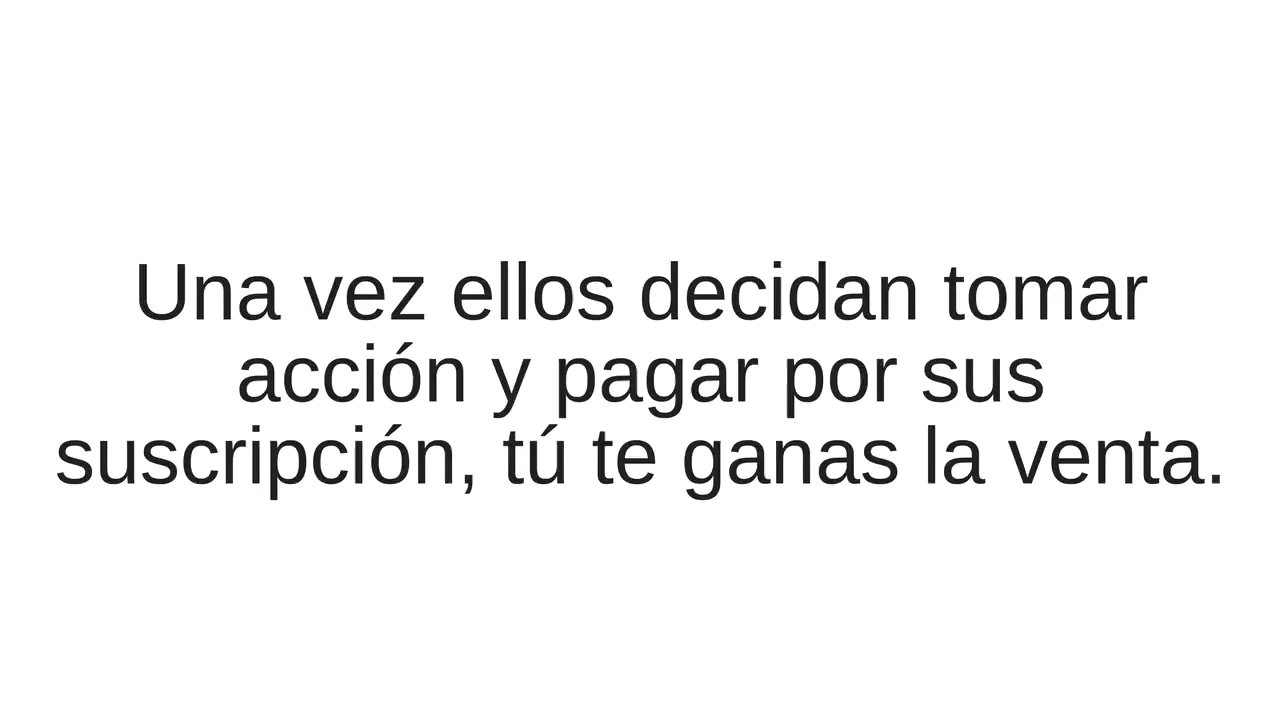 Una vez ellos decidan tomar
acción y pagar por sus
suscripción, tú te ganas la venta.